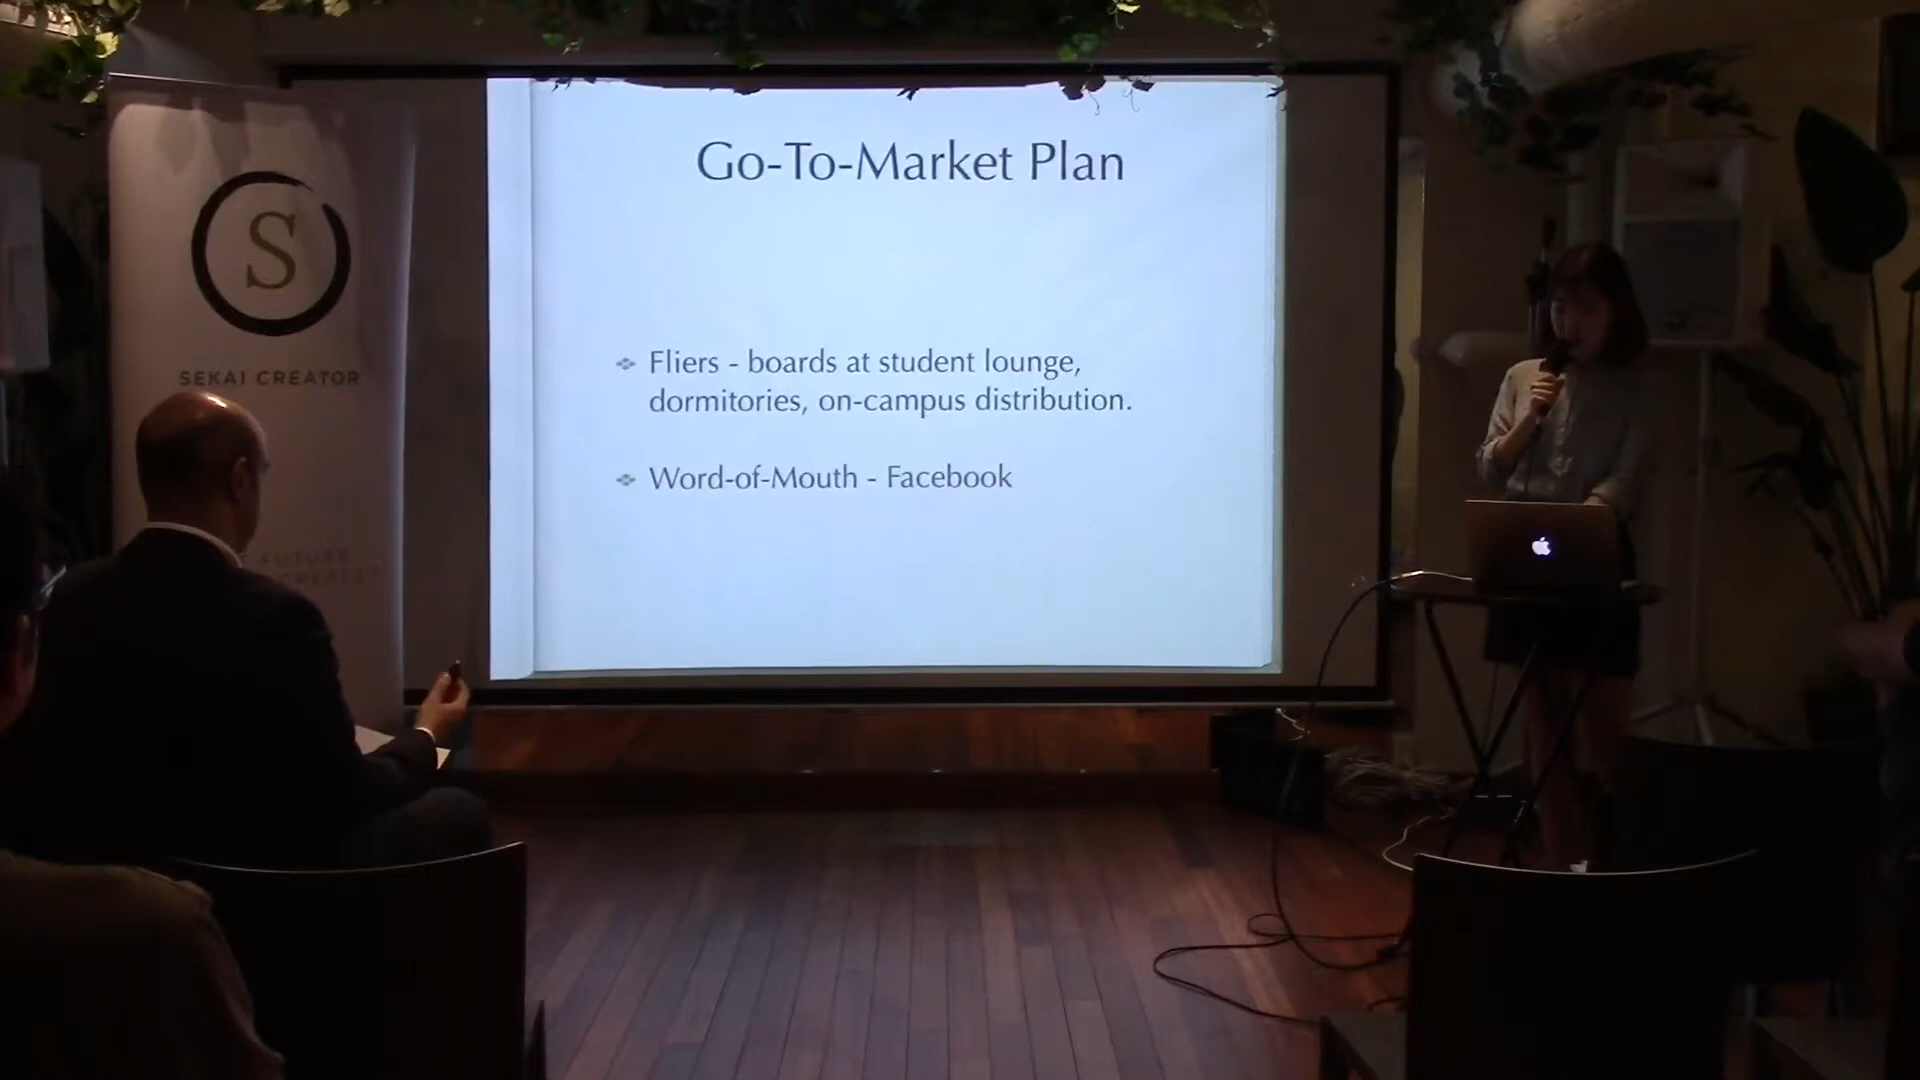 S
SEKAI CREATOR
FUTURE
Go-To-Market Plan
Fliers - boards at student lounge,
dormitories, on-campus distribution.
Word-of-Mouth - Facebook